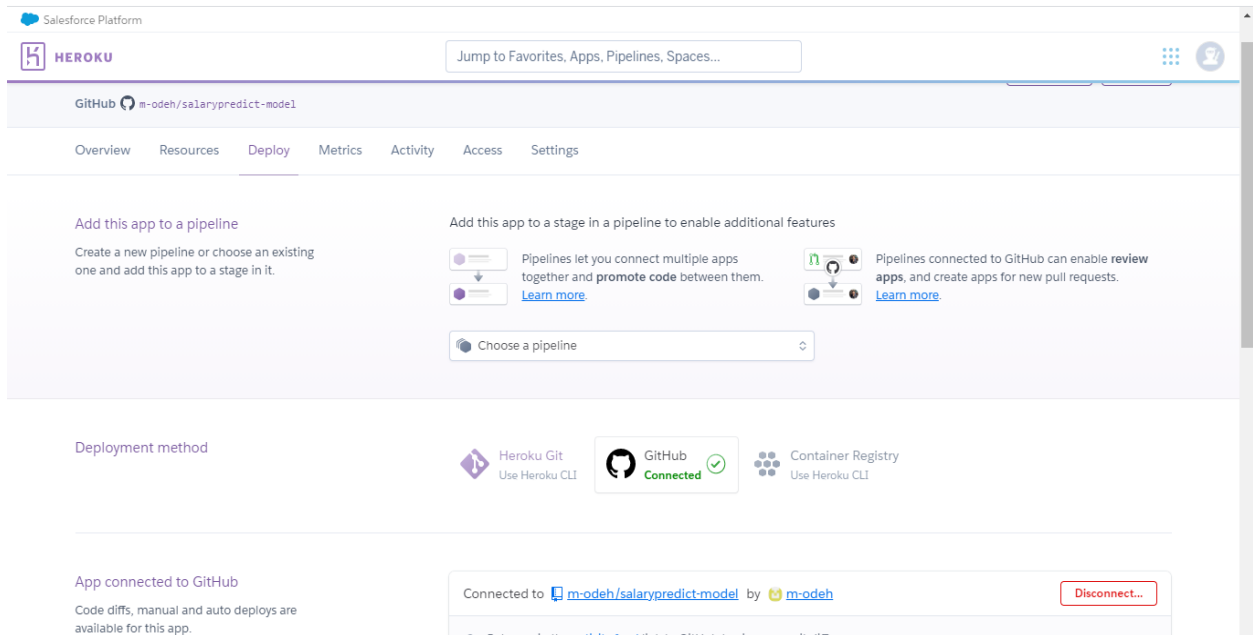 Salesforce Platform
HEROKU
Jump to Favorites, Apps, Pipelines, Spaces...
GitHub m-odeh/salarypredict-model
Overview Resources Deploy Metrics Activity Access Settings
Add this app to a pipeline
Create a new pipeline or choose an existing
one and add this app to a stage in it.
Add this app to a stage in a pipeline to enable additional features
Pipelines let you connect multiple apps
together and promote code between them.
Learn more.
Pipelines connected to GitHub can enable review
apps, and create apps for new pull requests.
Learn more.
Choose a pipeline
Deployment method
Heroku Git
Use Heroku CLI
GitHub
Connected
Container Registry
Use Heroku CLI
App connected to GitHub
Code diffs, manual and auto deploys are
available for this app.
Connected to m-odeh/salarypredict-model by m-odeh
Disconnect...